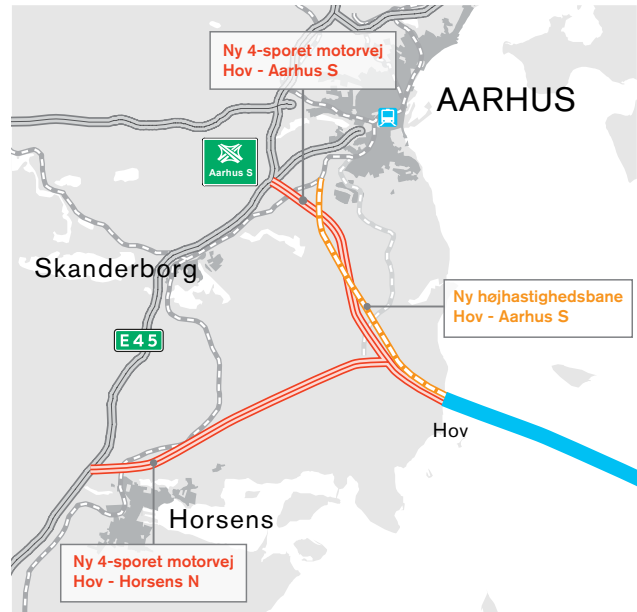 Ny 4-sporet motorvej
Hov - Aarhus S
AARHUS
Aarhus S
Skanderborg
Ny højhastighedsbane
Hov - Aarhus S
E45
Hov
Horsens
Ny 4-sporet motorvej
Hov - Horsens N